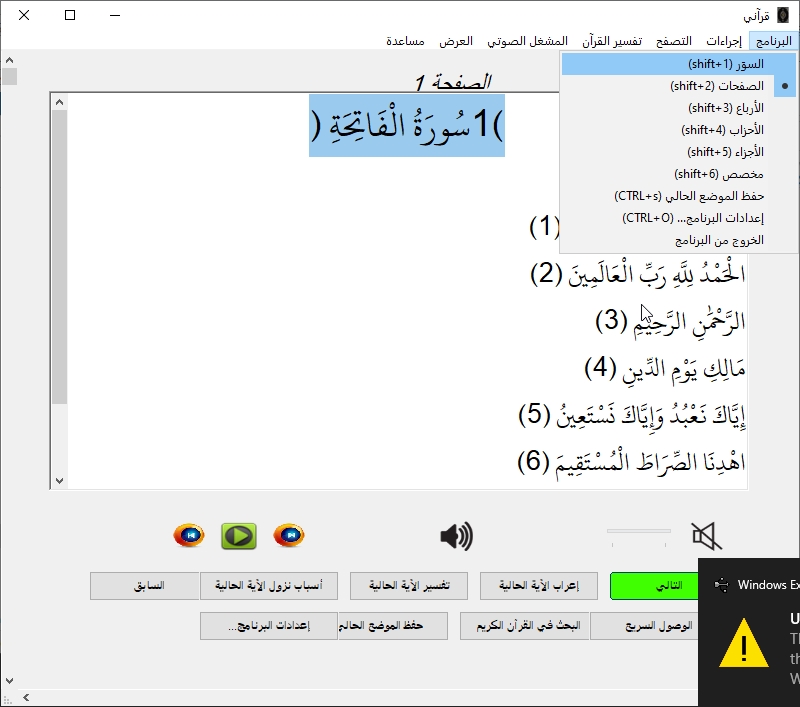 قرآني
البرنامج إجراءات التصفح تفسير القرآن المشغل الصوتي العرض مساعدة
السوَر (shift+1)
الصفحات (shift+2)
الأرباع (shift+3)
الأحزاب (shift+4)
الأجزاء (shift+5)
مخصص (shift+6)
حفظ الموضع الحالي (CTRL+s)
إعدادات البرنامج... (CTRL+O)
الخروج من البرنامج
الصفحة 1
)1سُورَةُ الْفَاتِحَةِ (
(1)
الْحَمْدُ لِلَّهِ رَبِّ الْعَالَمِينَ (2)
الرَّحْمَٰنِ الرَّحِيمِ (3)
مَالِكِ يَوْمِ الدِّينِ (4)
إِيَّاكَ نَعْبُدُ وَإِيَّاكَ نَسْتَعِينُ (5)
اهْدِنَا الصِّرَاطَ الْمُسْتَقِيمَ (6)
التالي إعراب الآية الحالية تفسير الآية الحالية أسباب نزول الآية الحالية السابق
الوصول السريع البحث في القرآن الكريم حفظ الموضح الحالي إعدادات البرنامج...
Windows Ex
U
Th
th
W